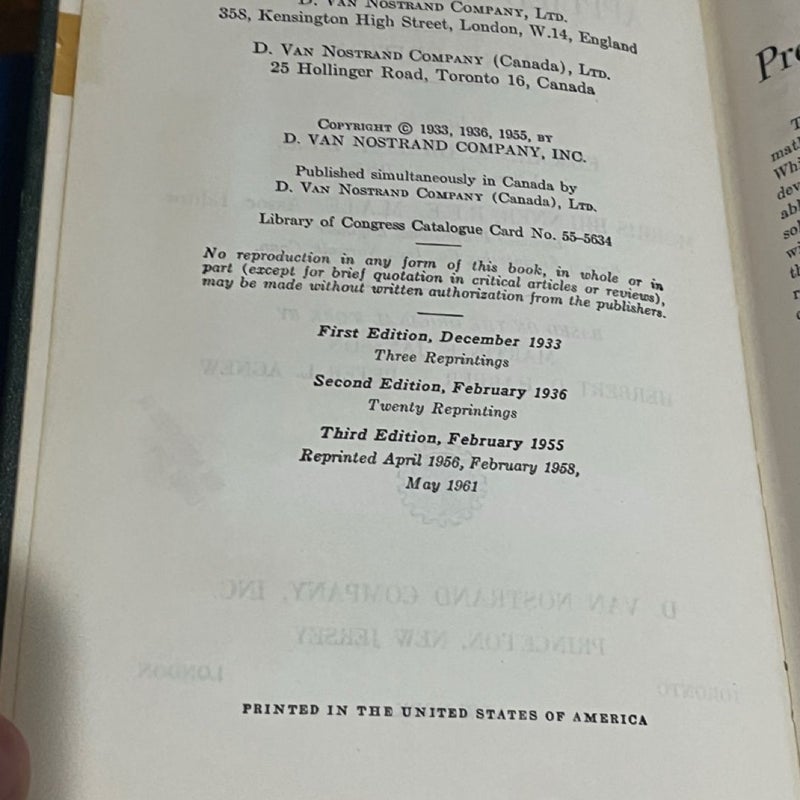 D. Van Nostrand Company, Ltd.
358, Kensington High Street, London, W.14, England
D. Van Nostrand Company (Canada), Ltd.
25 Hollinger Road, Toronto 16, Canada
Copyright © 1933, 1936, 1955, by
D. VAN NOSTRAND COMPANY, INC.
Published simultaneously in Canada by
D. Van Nostrand Company (Canada), Ltd.
Library of Congress Catalogue Card No. 55-5634
No reproduction in any form of this book, in whole or in
part (except for brief quotation in critical articles or reviews),
may be made without written authorization from the publishers.
First Edition, December 1933
Three Reprintings
Second Edition, February 1936
Twenty Reprintings
Third Edition, February 1955
Reprinted April 1956, February 1958,
May 1961
PRINTED IN THE UNITED STATES OF AMERICA